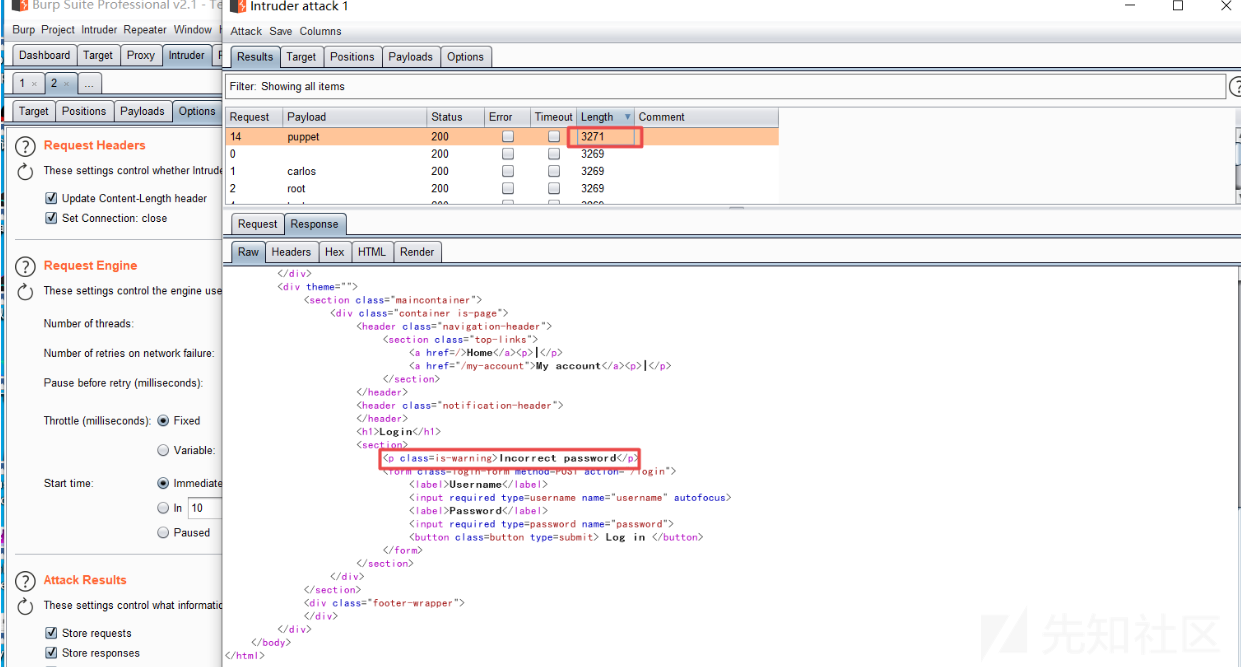 Burp Suite Professional v2.1 - Te
Burp Project Intruder Repeater Window
Dashboard Target Proxy Intruder
1 × 2 × ...
Target Positions Payloads Options
Request Headers
These settings control whether Intrude
Update Content-Length header
Set Connection: close
Request Engine
These settings control the engine use
Number of threads:
Number of retries on network failure:
Pause before retry (milliseconds):
Throttle (milliseconds): Fixed
Variable:
Start time: Immediate
In 10
Paused
Attack Results
These settings control what informatic
Store requests
Store responses
Intruder attack 1
Attack Save Columns
Results Target Positions Payloads Options
Filter: Showing all items
Request Payload Status Error Timeout Length Comment
14 puppet 200 3271
0 200 3269
1 carlos 200 3269
2 root 200 3269
Request Response
Raw Headers Hex HTML Render
</div>
<div theme="">
<section class="maincontainer">
<div class="container is-page">
<header class="navigation-header">
<section class="top-links">
<a href=/>Home</a><p>|</p>
<a href="/my-account">My account</a><p>|</p>
</section>
</header>
<header class="notification-header">
</header>
<h1>Login</h1>
<section>
<p class=is-warning>Incorrect password</p>
<form class=login-form method=POST action="/login">
<label>Username</label>
<input required type=username name="username" autofocus>
<label>Password</label>
<input required type=password name="password">
<button class=button type=submit> Log in </button>
</form>
</section>
</div>
</section>
<div class="footer-wrapper">
</div>
</div>
</body>
</html>
先知社区